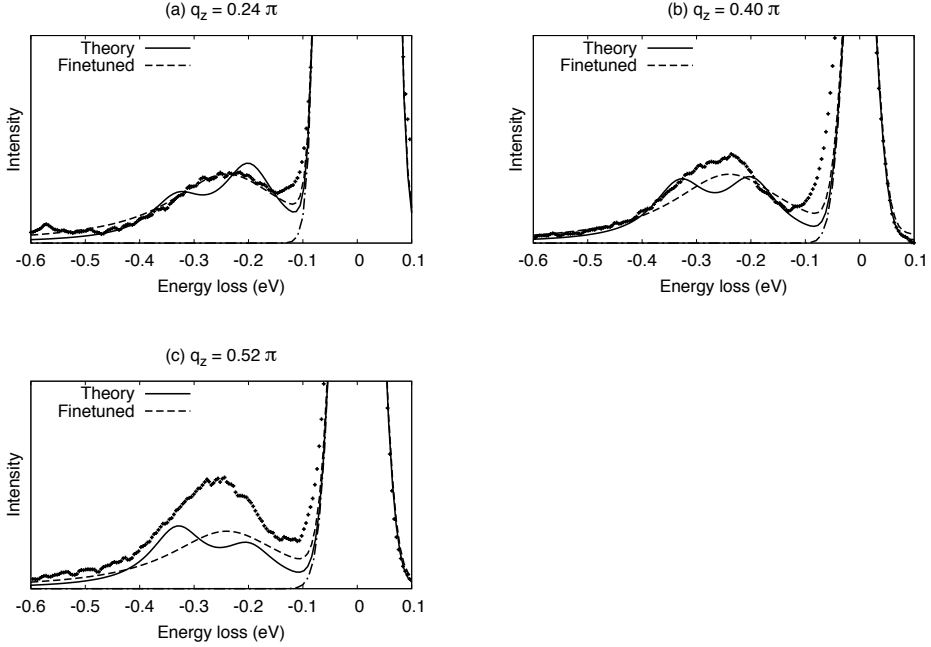 (a) q_z = 0.24 π
Theory
Finetuned
Intensity
-0.6 -0.5 -0.4 -0.3 -0.2 -0.1 0 0.1
Energy loss (eV)
(b) q_z = 0.40 π
Theory
Finetuned
Intensity
-0.6 -0.5 -0.4 -0.3 -0.2 -0.1 0 0.1
Energy loss (eV)
(c) q_z = 0.52 π
Theory
Finetuned
Intensity
-0.6 -0.5 -0.4 -0.3 -0.2 -0.1 0 0.1
Energy loss (eV)